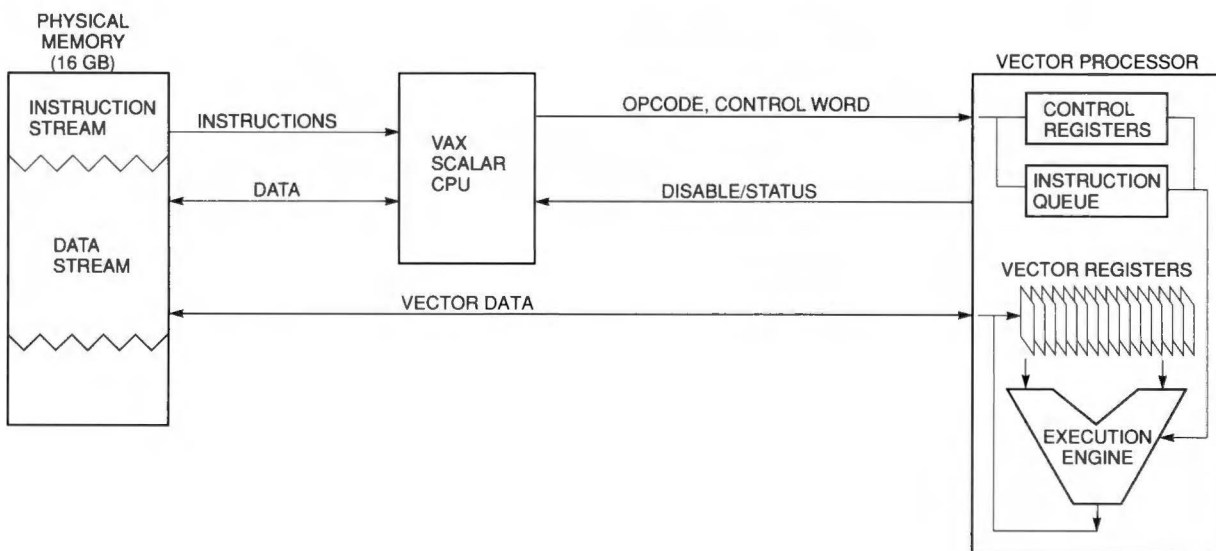 PHYSICAL
MEMORY
(16 GB)
INSTRUCTION
STREAM
DATA
STREAM
INSTRUCTIONS
DATA
VAX
SCALAR
CPU
OPCODE, CONTROL WORD
DISABLE/STATUS
VECTOR DATA
VECTOR PROCESSOR
CONTROL
REGISTERS
INSTRUCTION
QUEUE
VECTOR REGISTERS
EXECUTION
ENGINE